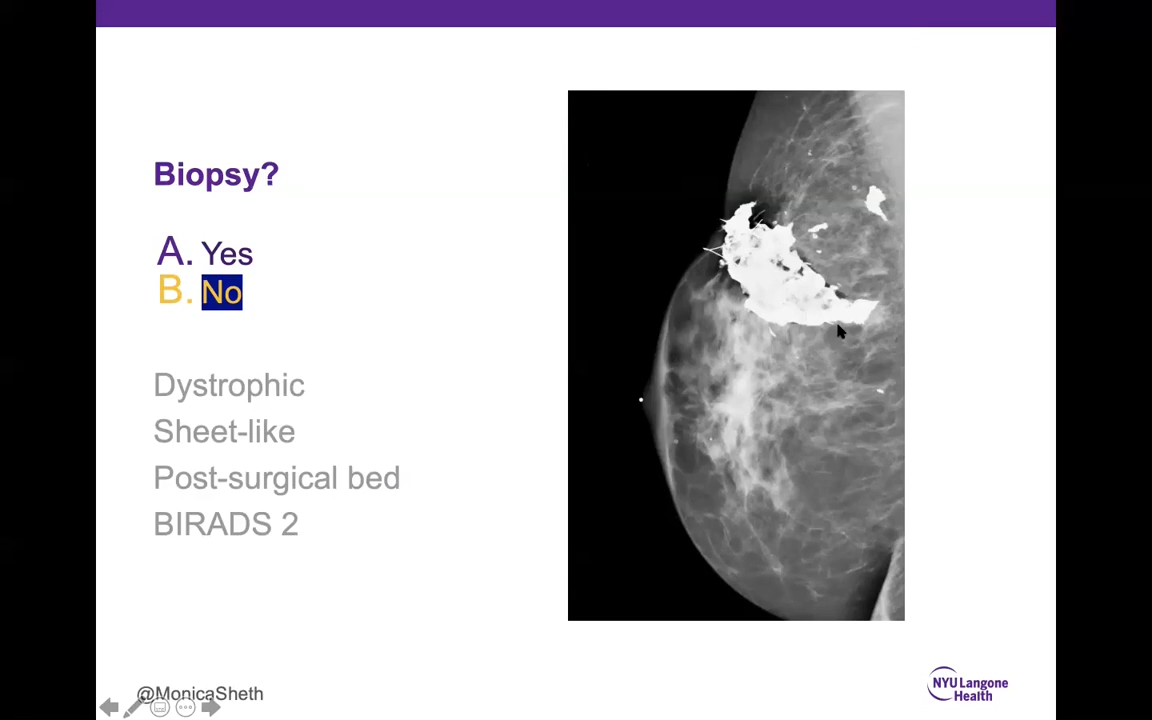 Biopsy?
A. Yes
B. No
Dystrophic
Sheet-like
Post-surgical bed
BIRADS 2
@MonicaSheth
NYU Langone
Health